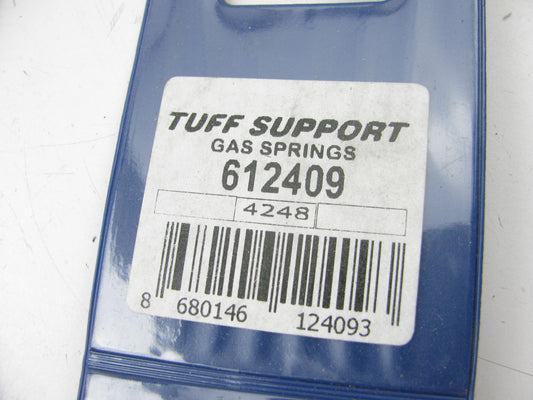 TUFF SUPPORT
GAS SPRINGS
612409
4248
8 680146 124093